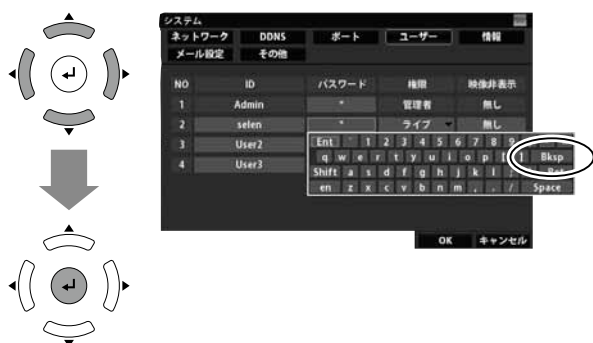 システム
ネットワーク DDNS ポート ユーザー 情報
メール設定 その他
NO ID パスワード 権限 映像非表示
1 Admin * 管理者 無し
2 selen * ライブ 無し
3 User2
4 User3
Ent ` 1 2 3 4 5 6 7 8 9
q w e r t y u i o p [ ] Bksp
Shift a s d f g h j k l
en z x c v b n m , . / Space
OK キャンセル